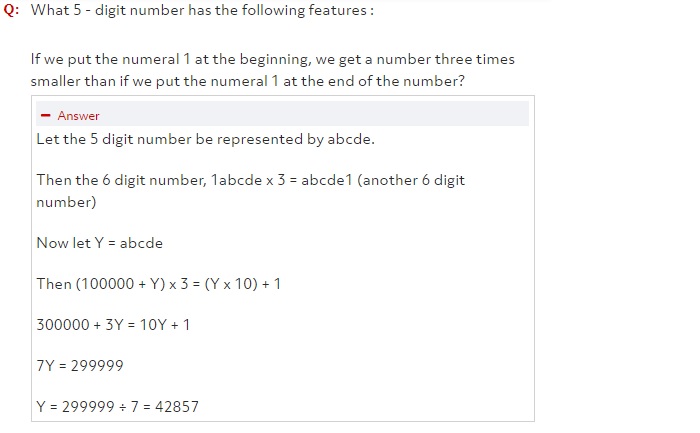 Q: What 5 - digit number has the following features :
If we put the numeral 1 at the beginning, we get a number three times
smaller than if we put the numeral 1 at the end of the number?
− Answer
Let the 5 digit number be represented by abcde.
Then the 6 digit number, 1abcde x 3 = abcde1 (another 6 digit
number)
Now let Y = abcde
Then (100000 + Y) x 3 = (Y x 10) + 1
300000 + 3Y = 10Y + 1
7Y = 299999
Y = 299999 ÷ 7 = 42857